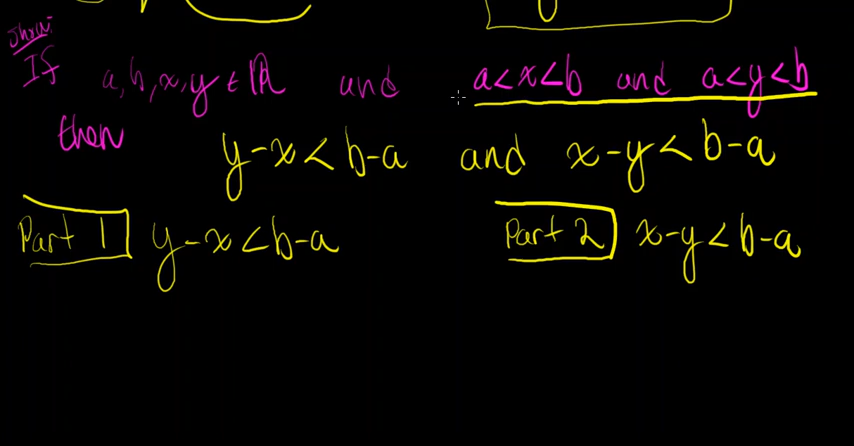 Show:
If a, b, x, y ∈ ℝ and a < x < b and a < y < b
then y - x < b - a and x - y < b - a
Part 1 y - x < b - a Part 2 x - y < b - a